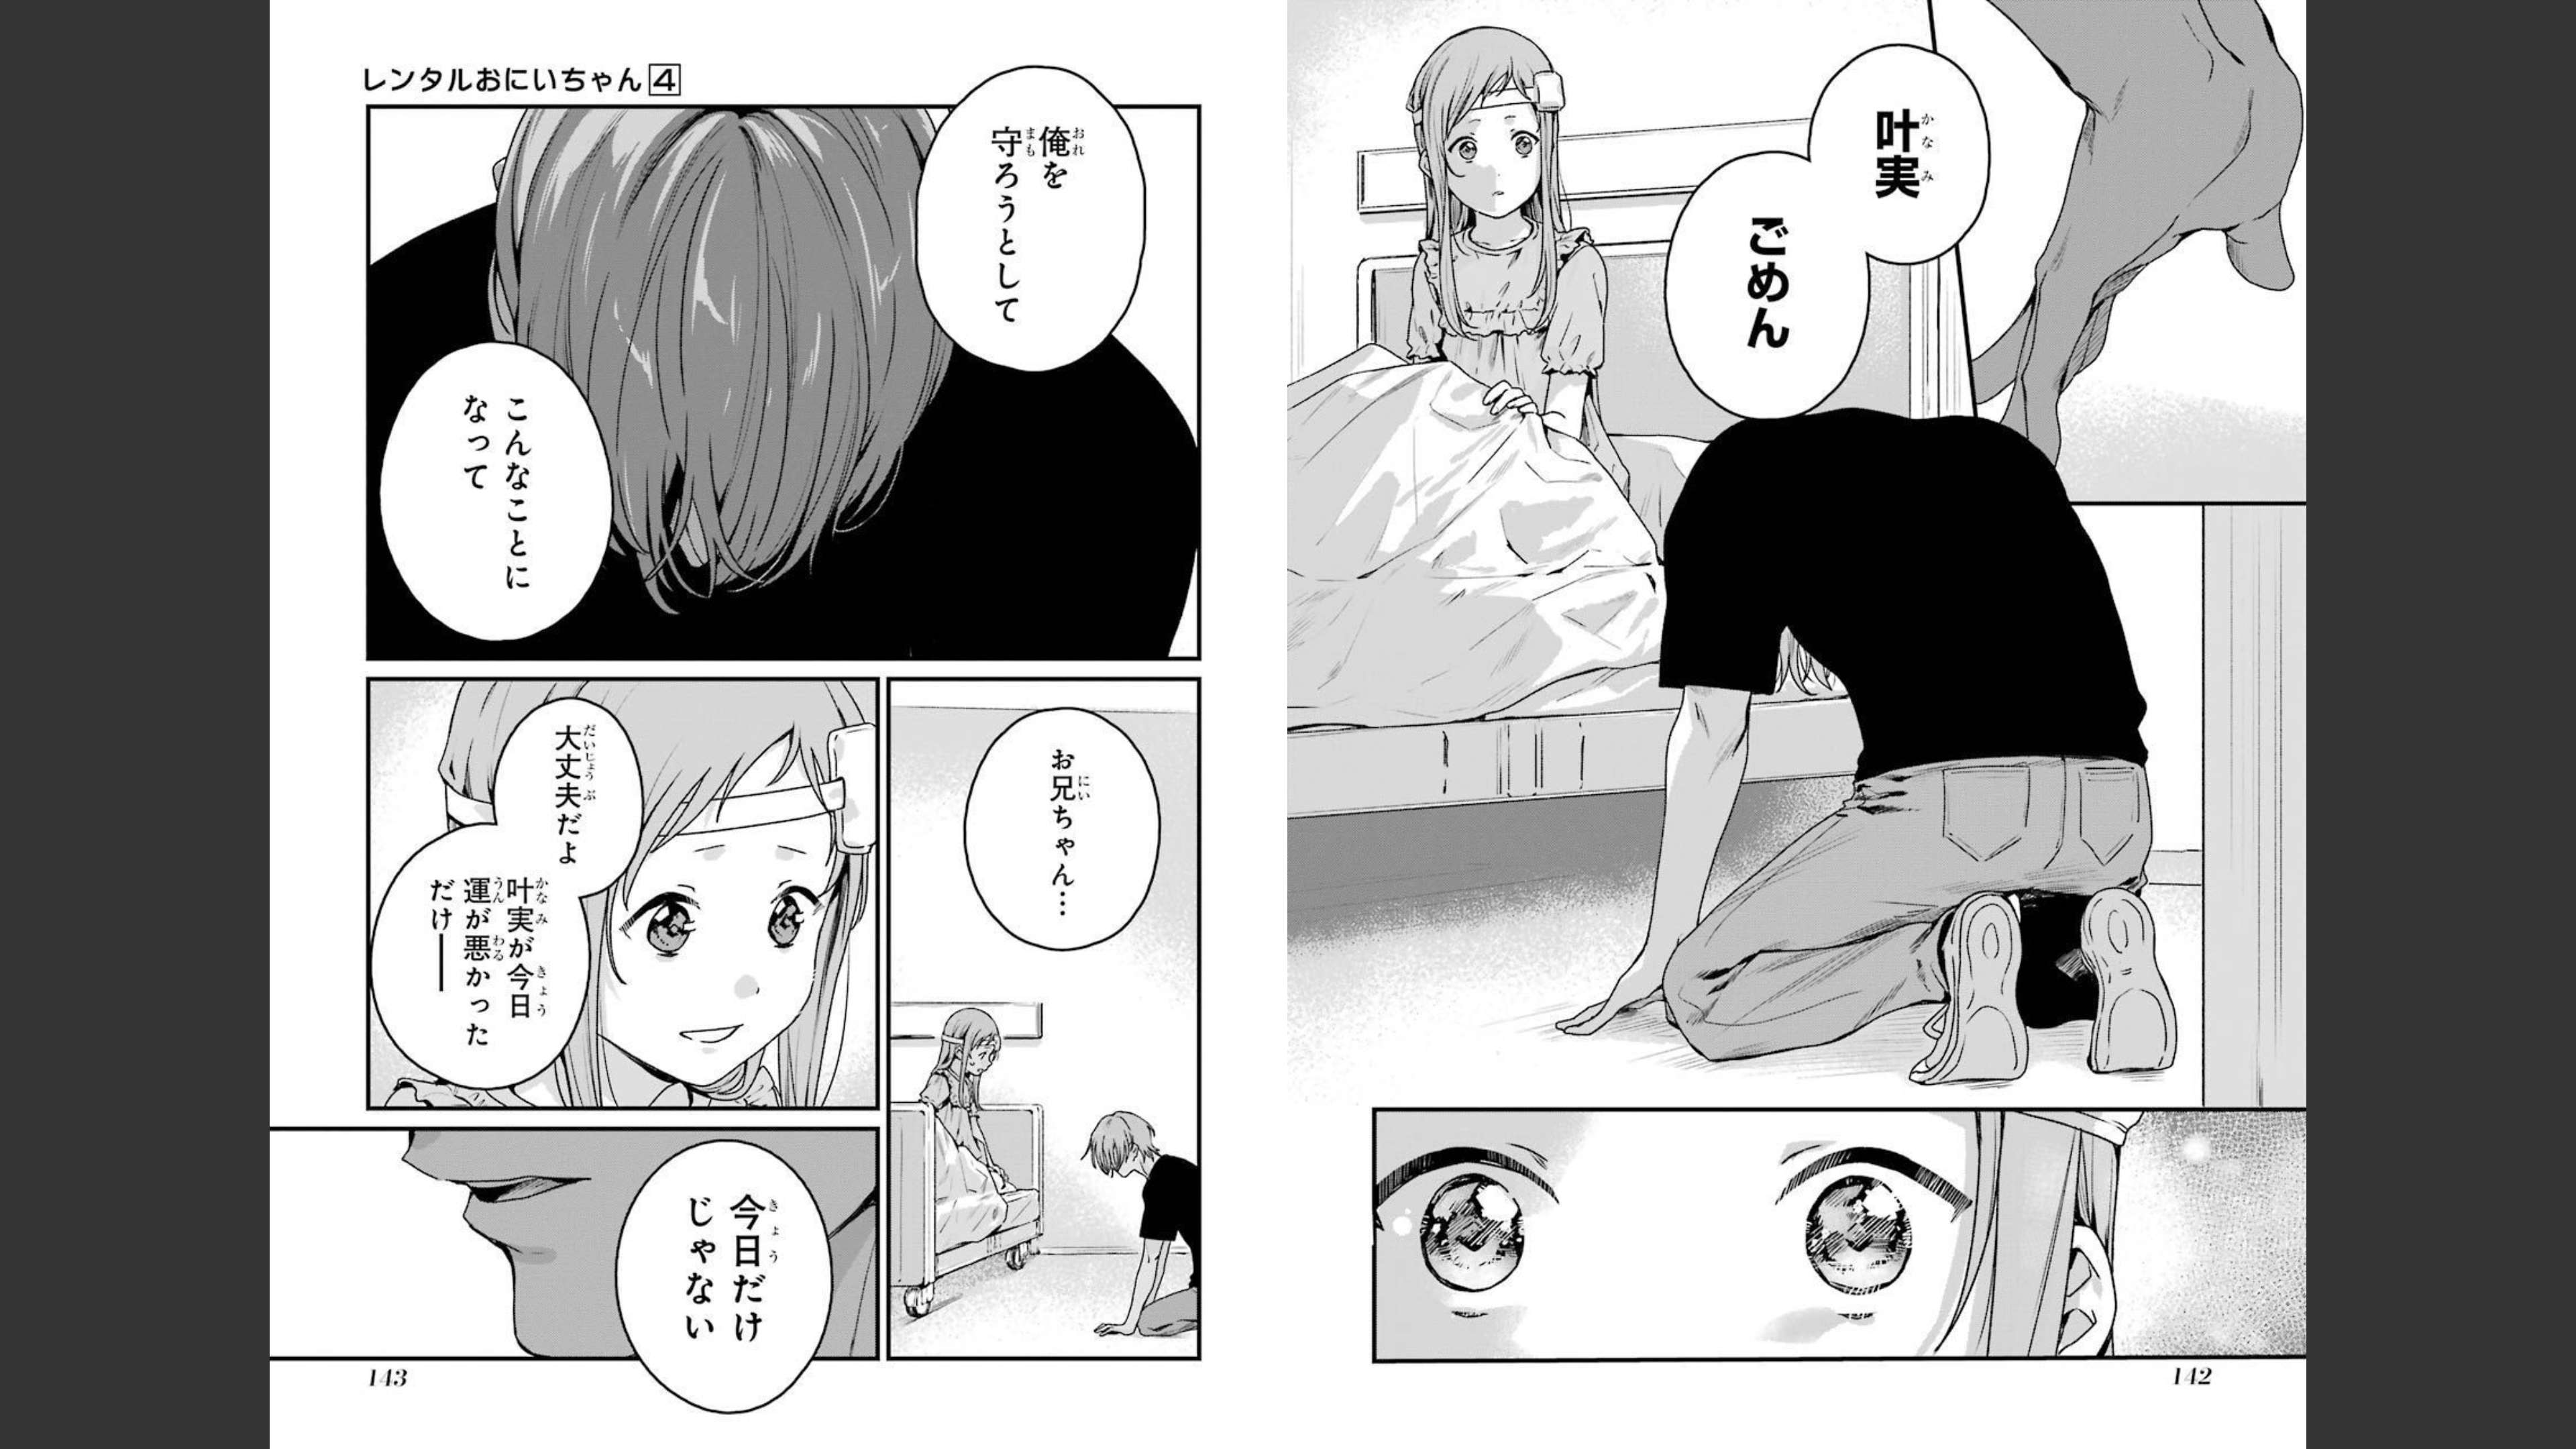 叶実
ごめん
142
レンタルおにいちゃん4
俺を
守ろうとして
こんなことに
なって
お兄ちゃん…
大丈夫だよ
叶実が今日
運が悪かった
だけ――
今日だけ
じゃない
143